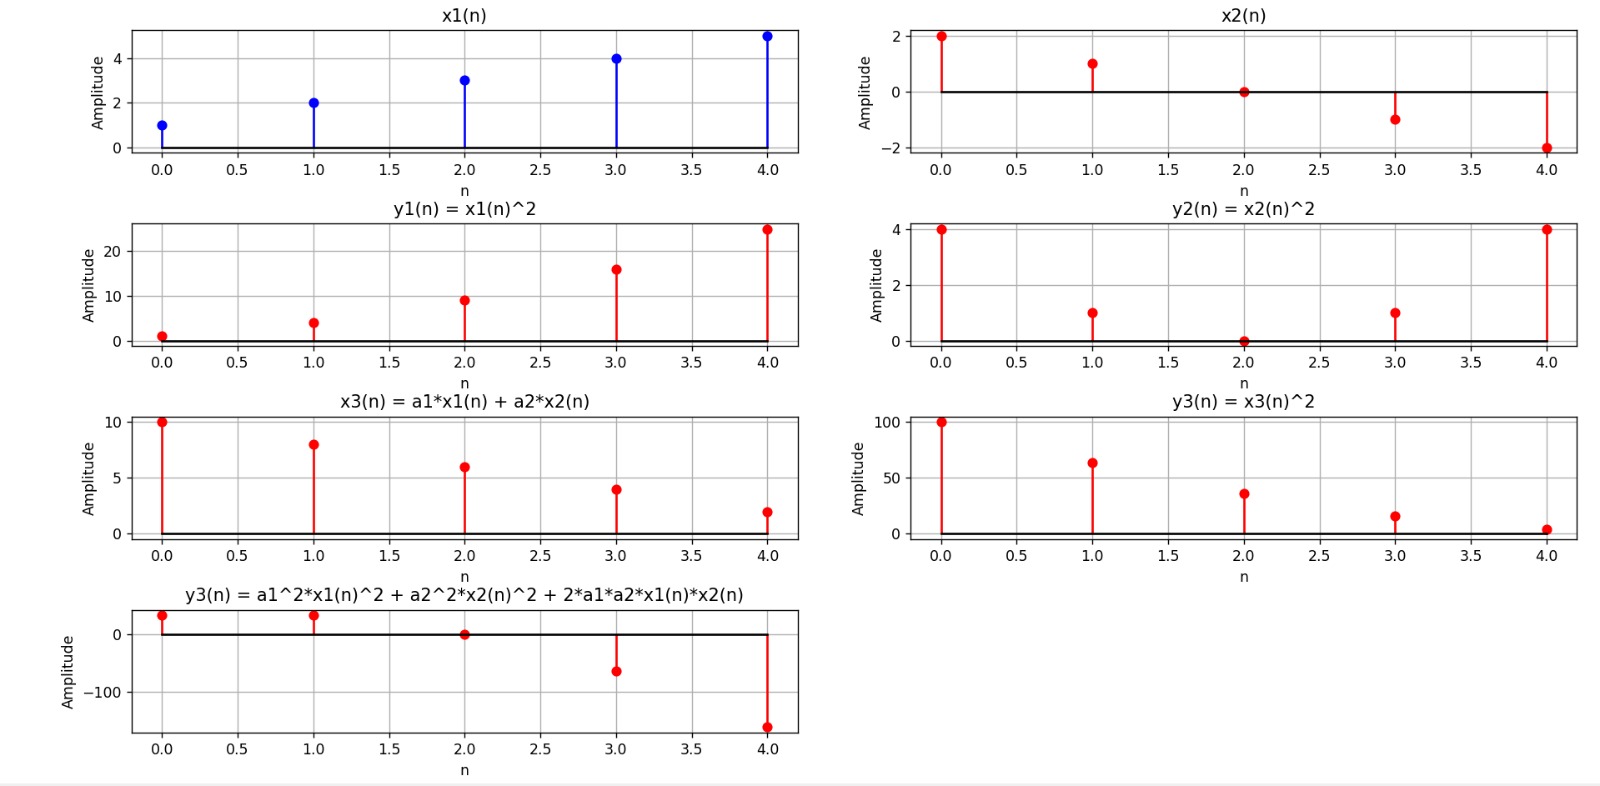 x1(n)
Amplitude
4
2
0
0.0 0.5 1.0 1.5 2.0 2.5 3.0 3.5 4.0
n
x2(n)
Amplitude
2
0
−2
0.0 0.5 1.0 1.5 2.0 2.5 3.0 3.5 4.0
n
y1(n) = x1(n)^2
Amplitude
20
10
0
0.0 0.5 1.0 1.5 2.0 2.5 3.0 3.5 4.0
n
y2(n) = x2(n)^2
Amplitude
4
2
0
0.0 0.5 1.0 1.5 2.0 2.5 3.0 3.5 4.0
n
x3(n) = a1*x1(n) + a2*x2(n)
Amplitude
10
5
0
0.0 0.5 1.0 1.5 2.0 2.5 3.0 3.5 4.0
n
y3(n) = x3(n)^2
Amplitude
100
50
0
0.0 0.5 1.0 1.5 2.0 2.5 3.0 3.5 4.0
n
y3(n) = a1^2*x1(n)^2 + a2^2*x2(n)^2 + 2*a1*a2*x1(n)*x2(n)
Amplitude
0
−100
0.0 0.5 1.0 1.5 2.0 2.5 3.0 3.5 4.0
n